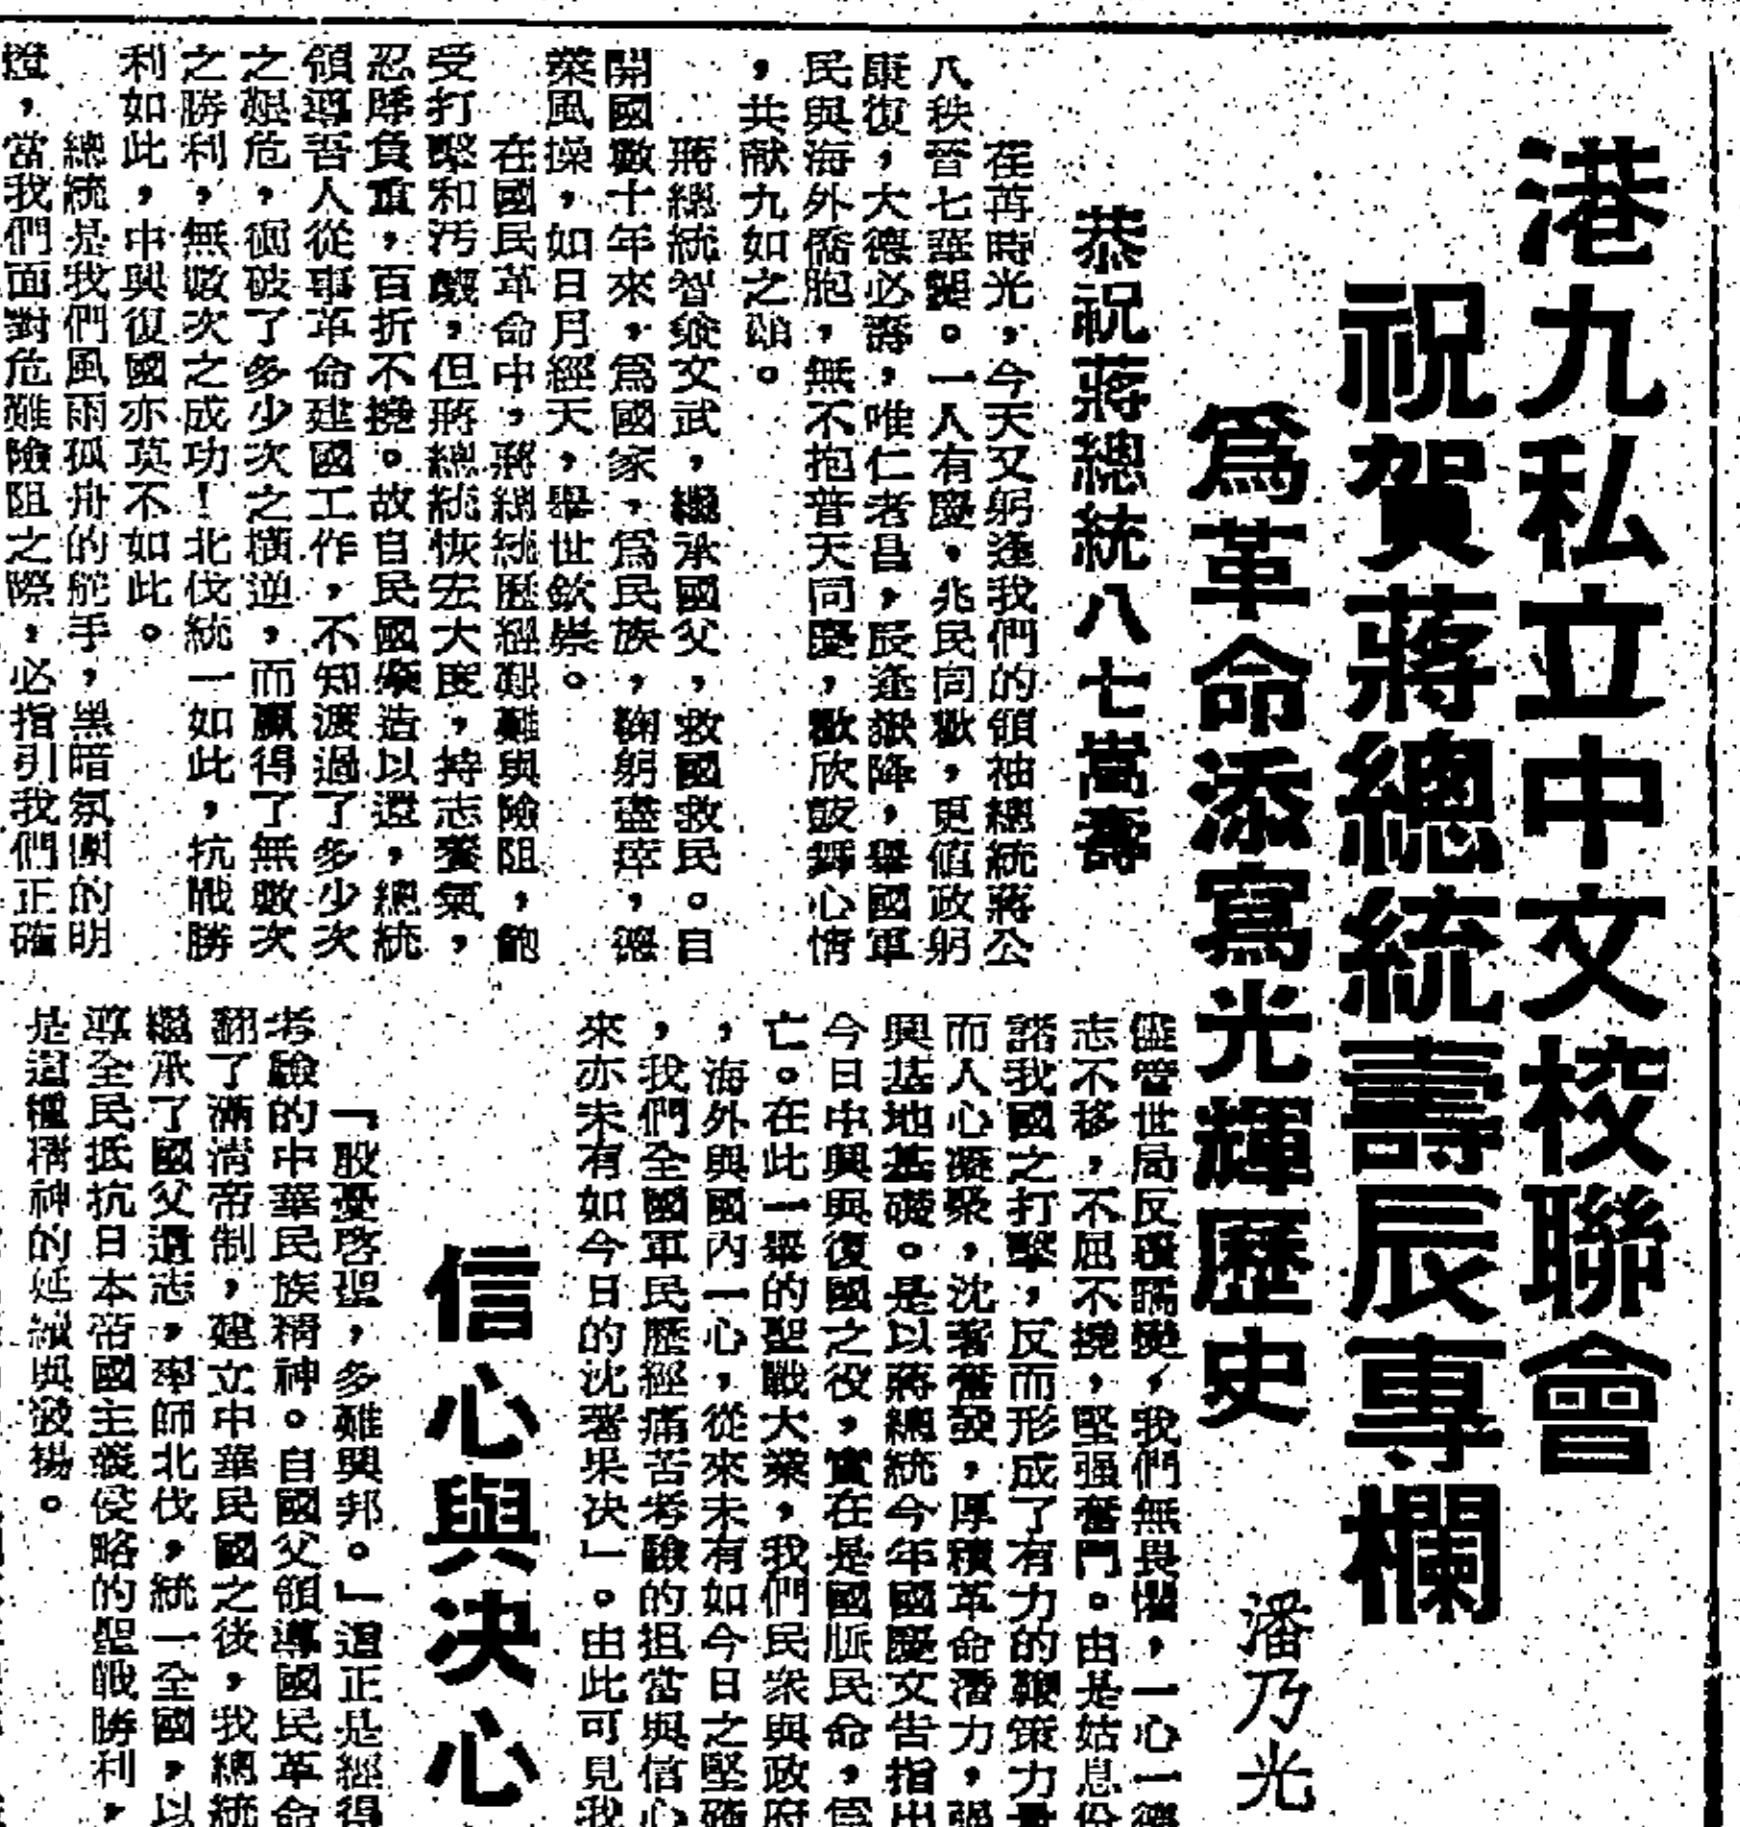 港九私立中文校聯會
祝賀蔣總統壽辰專欄
爲革命添寫光輝歷史
潘乃光
恭祝蔣總統八七嵩壽
荏苒時光，今天又躬逢我們的領袖總統蔣公
八秩晉七華誕。一人有慶，兆民同歡，更值政躬
康復，大德必壽，唯仁者昌，辰逢嶽降，舉國軍
民與海外僑胞，無不抱普天同慶，歡欣鼓舞心情
，共献九如之頌。
蔣總統智兼文武，繼承國父，救國救民。自
開國數十年來，爲國家，爲民族，鞠躬盡瘁，德
業風操，如日月經天，舉世欽崇。
在國民革命中，蔣總統歷經艱難與險阻，飽
受打擊和污衊，但蔣總統恢宏大度，持志養氣，
忍辱負重，百折不撓。故自民國肇造以還，總統
領導吾人從事革命建國工作，不知渡過了多少次
之艱危，衝破了多少次之橫逆，而贏得了無數次
之勝利，無數次之成功！北伐統一如此，抗戰勝
利如此，中興復國亦莫不如此。
總統是我們風雨孤舟的舵手，黑暗氛圍的明
燈，當我們面對危難險阻之際，必指引我們正確
儘管世局反覆譎變，我們無畏懼，一心一德
志不移，不屈不撓，堅强奮鬥。由是姑息份
諾我國之打擊，反而形成了有力的鞭策力量
而人心凝聚，沈著奮發，厚積革命潛力，强
興基地基礎。是以蔣總統今年國慶文告指出
今日中興與復國之役，實在是國脈民命，爲
亡。在此一舉的聖戰大業，我們民衆與政府
，海外與國內一心，從來未有如今日之堅確
，我們全國軍民歷經痛苦考驗的担當與信心
來亦未有如今日的沈著果決」。由此可見我
信心與决心
「殷憂啓聖，多難興邦。」這正是經得
考驗的中華民族精神。自國父領導國民革命
翻了滿清帝制，建立中華民國之後，我總統
繼承了國父遺志，率師北伐，統一全國，以
導全民抵抗日本帝國主義侵略的聖戰勝利，
是這種精神的延續與發揚。